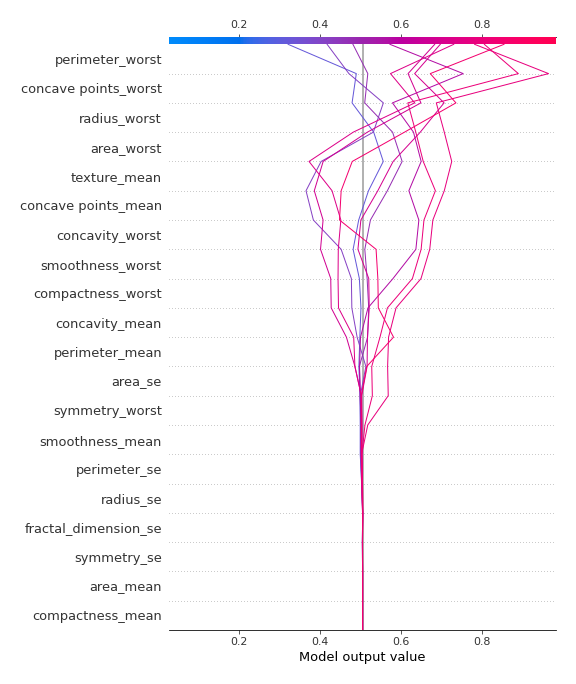 0.2 0.4 0.6 0.8
perimeter_worst
concave points_worst
radius_worst
area_worst
texture_mean
concave points_mean
concavity_worst
smoothness_worst
compactness_worst
concavity_mean
perimeter_mean
area_se
symmetry_worst
smoothness_mean
perimeter_se
radius_se
fractal_dimension_se
symmetry_se
area_mean
compactness_mean
0.2 0.4 0.6 0.8
Model output value